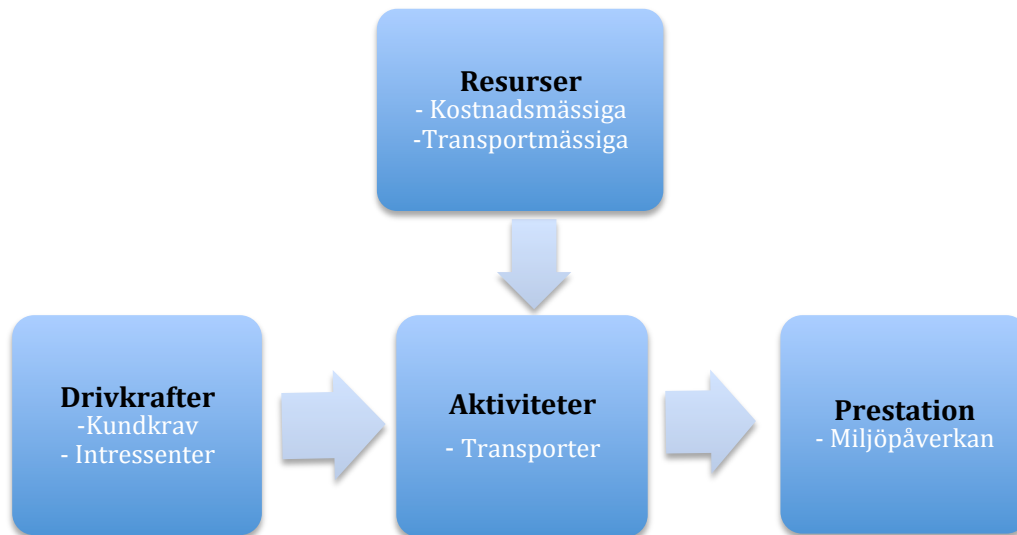 Resurser
- Kostnadsmässiga
-Transportmässiga
Drivkrafter
-Kundkrav
- Intressenter
Aktiviteter
- Transporter
Prestation
- Miljöpåverkan